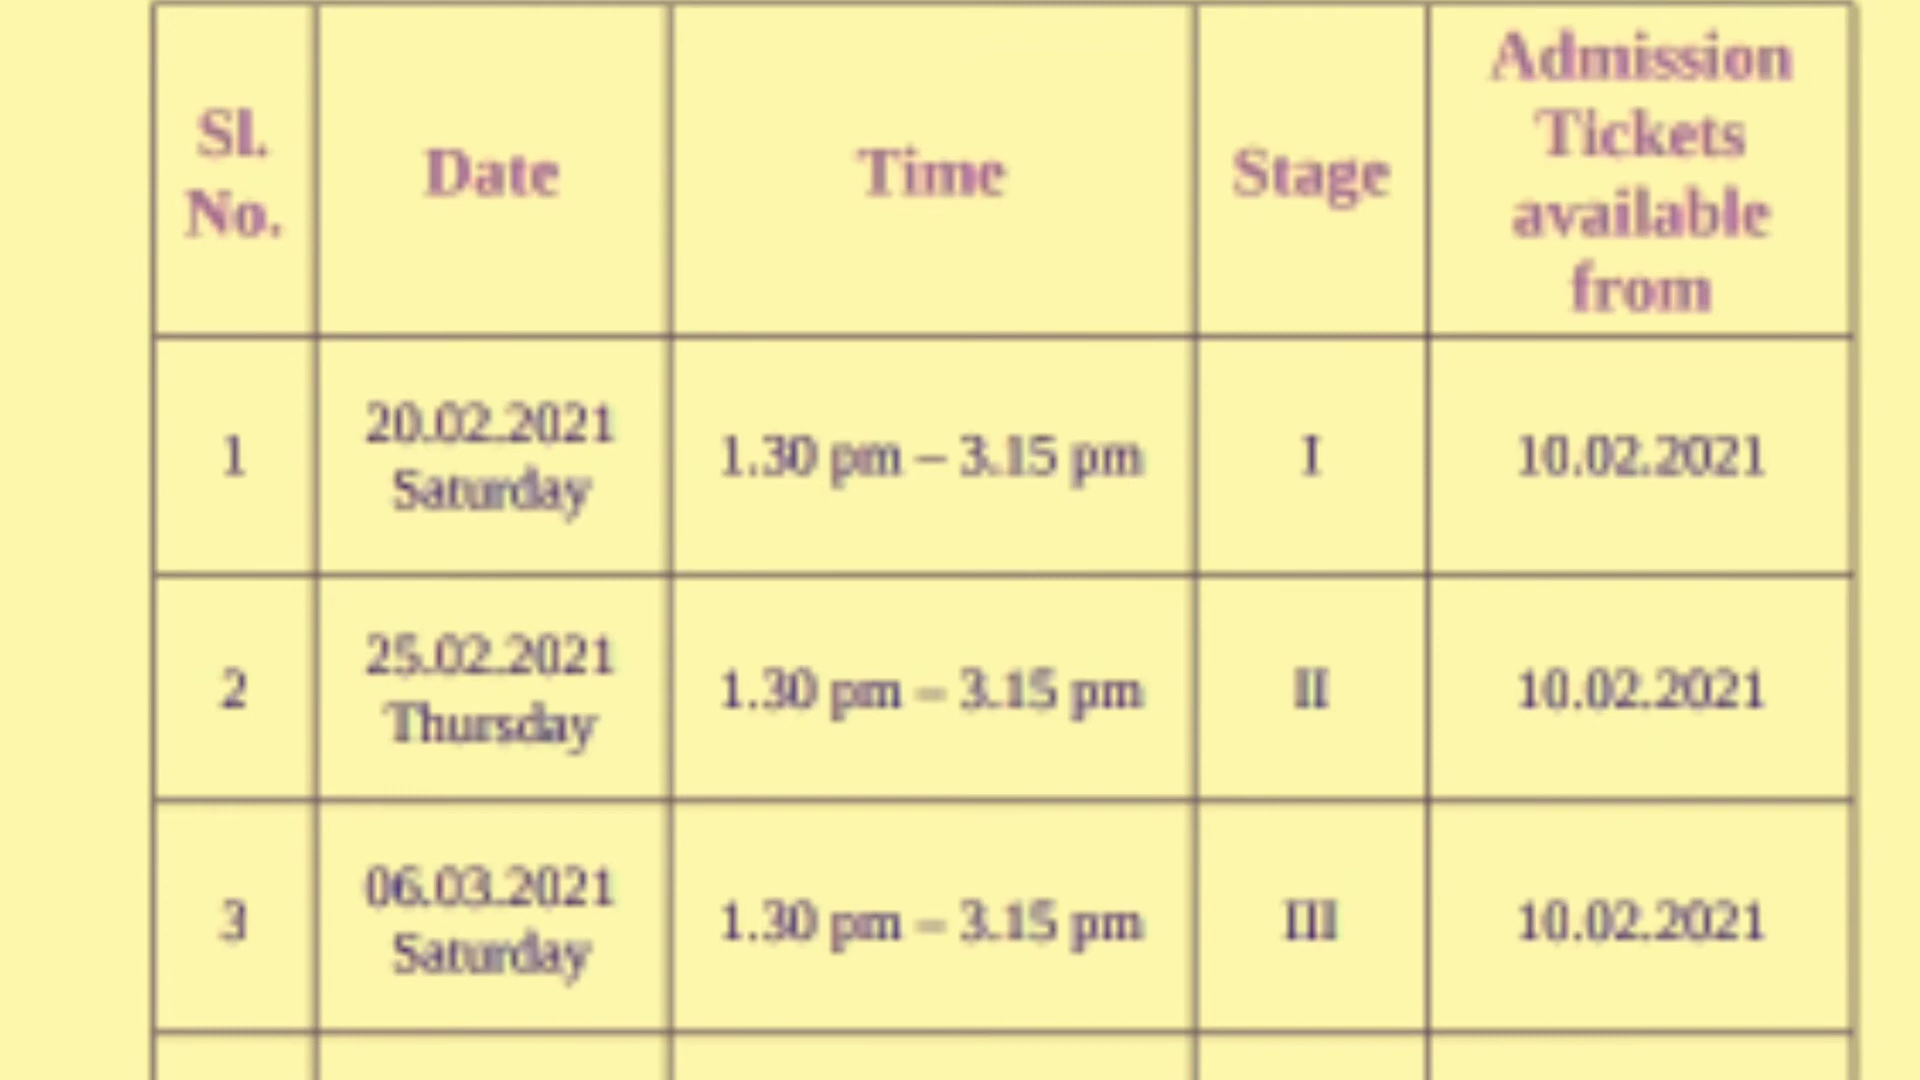 Sl. No. Date Time Stage Admission Tickets available from
1 20.02.2021 Saturday 1.30 pm – 3.15 pm I 10.02.2021
2 25.02.2021 Thursday 1.30 pm – 3.15 pm II 10.02.2021
3 06.03.2021 Saturday 1.30 pm – 3.15 pm III 10.02.2021